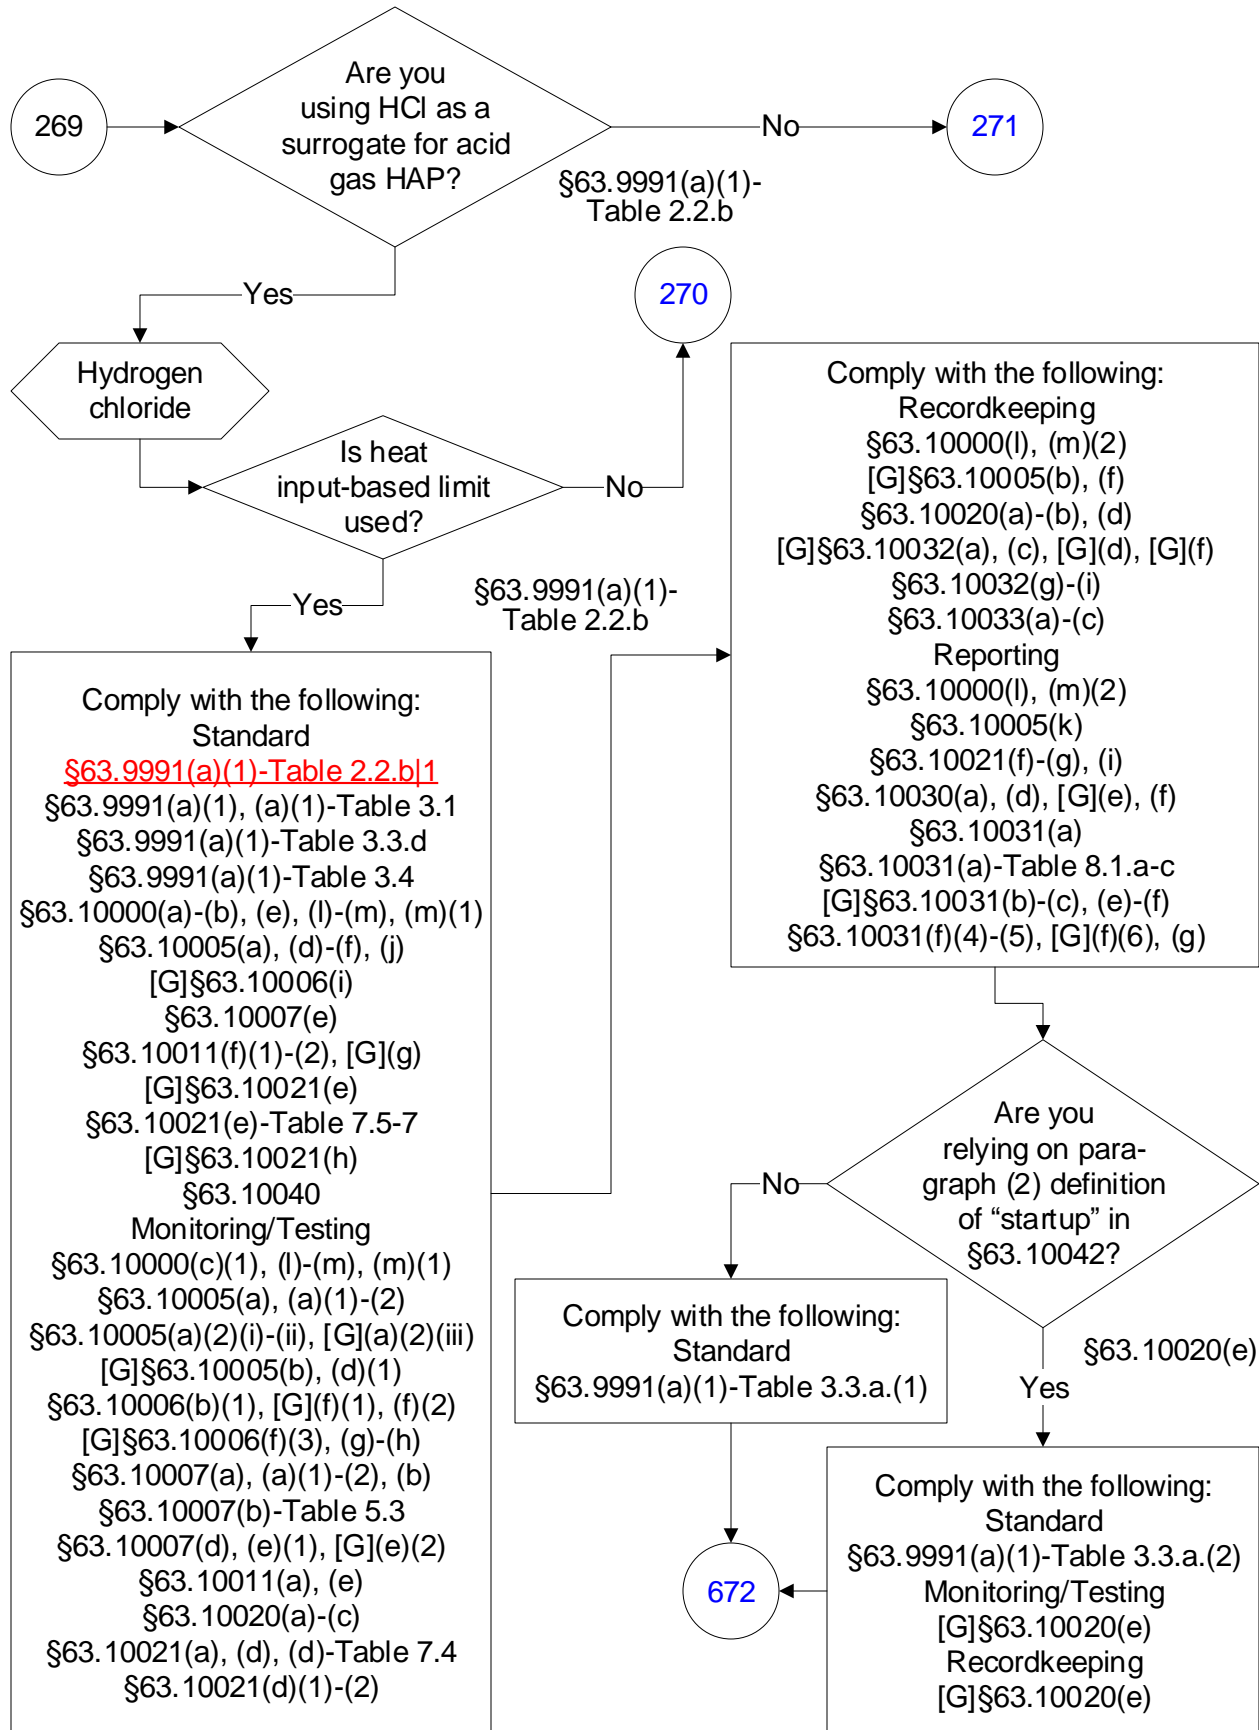 269
Are you
using HCl as a
surrogate for acid
gas HAP?
No
271
§63.9991(a)(1)-
Table 2.2.b
Yes
270
Hydrogen
chloride
Is heat
input-based limit
used?
No
§63.9991(a)(1)-
Table 2.2.b
Yes
Comply with the following:
Standard
§63.9991(a)(1)-Table 2.2.b|1
§63.9991(a)(1), (a)(1)-Table 3.1
§63.9991(a)(1)-Table 3.3.d
§63.9991(a)(1)-Table 3.4
§63.10000(a)-(b), (e), (l)-(m), (m)(1)
§63.10005(a), (d)-(f), (j)
[G]§63.10006(i)
§63.10007(e)
§63.10011(f)(1)-(2), [G](g)
[G]§63.10021(e)
§63.10021(e)-Table 7.5-7
[G]§63.10021(h)
§63.10040
Monitoring/Testing
§63.10000(c)(1), (l)-(m), (m)(1)
§63.10005(a), (a)(1)-(2)
§63.10005(a)(2)(i)-(ii), [G](a)(2)(iii)
[G]§63.10005(b), (d)(1)
§63.10006(b)(1), [G](f)(1), (f)(2)
[G]§63.10006(f)(3), (g)-(h)
§63.10007(a), (a)(1)-(2), (b)
§63.10007(b)-Table 5.3
§63.10007(d), (e)(1), [G](e)(2)
§63.10011(a), (e)
§63.10020(a)-(c)
§63.10021(a), (d), (d)-Table 7.4
§63.10021(d)(1)-(2)
Comply with the following:
Recordkeeping
§63.10000(l), (m)(2)
[G]§63.10005(b), (f)
§63.10020(a)-(b), (d)
[G]§63.10032(a), (c), [G](d), [G](f)
§63.10032(g)-(i)
§63.10033(a)-(c)
Reporting
§63.10000(l), (m)(2)
§63.10005(k)
§63.10021(f)-(g), (i)
§63.10030(a), (d), [G](e), (f)
§63.10031(a)
§63.10031(a)-Table 8.1.a-c
[G]§63.10031(b)-(c), (e)-(f)
§63.10031(f)(4)-(5), [G](f)(6), (g)
Are you
relying on para-
graph (2) definition
of “startup” in
§63.10042?
No
§63.10020(e)
Yes
Comply with the following:
Standard
§63.9991(a)(1)-Table 3.3.a.(1)
Comply with the following:
Standard
§63.9991(a)(1)-Table 3.3.a.(2)
Monitoring/Testing
[G]§63.10020(e)
Recordkeeping
[G]§63.10020(e)
672